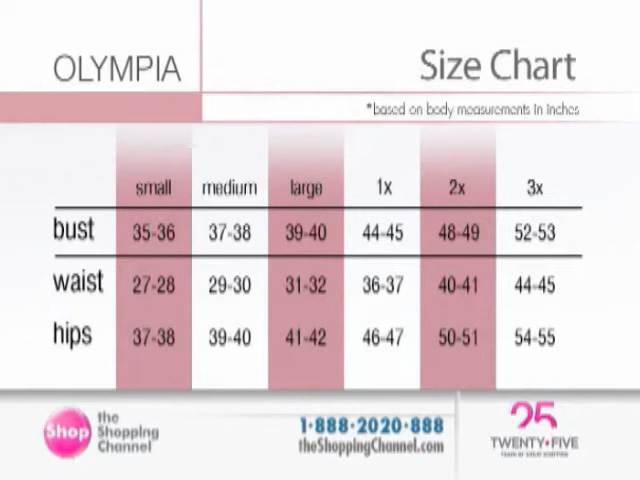 OLYMPIA
Size Chart
*based on body measurements in inches
small medium large 1x 2x 3x
bust 35-36 37-38 39-40 44-45 48-49 52-53
waist 27-28 29-30 31-32 36-37 40-41 44-45
hips 37-38 39-40 41-42 46-47 50-51 54-55
Shop the Shopping Channel
1·888·2020·888
theShoppingChannel.com
25
TWENTY·FIVE